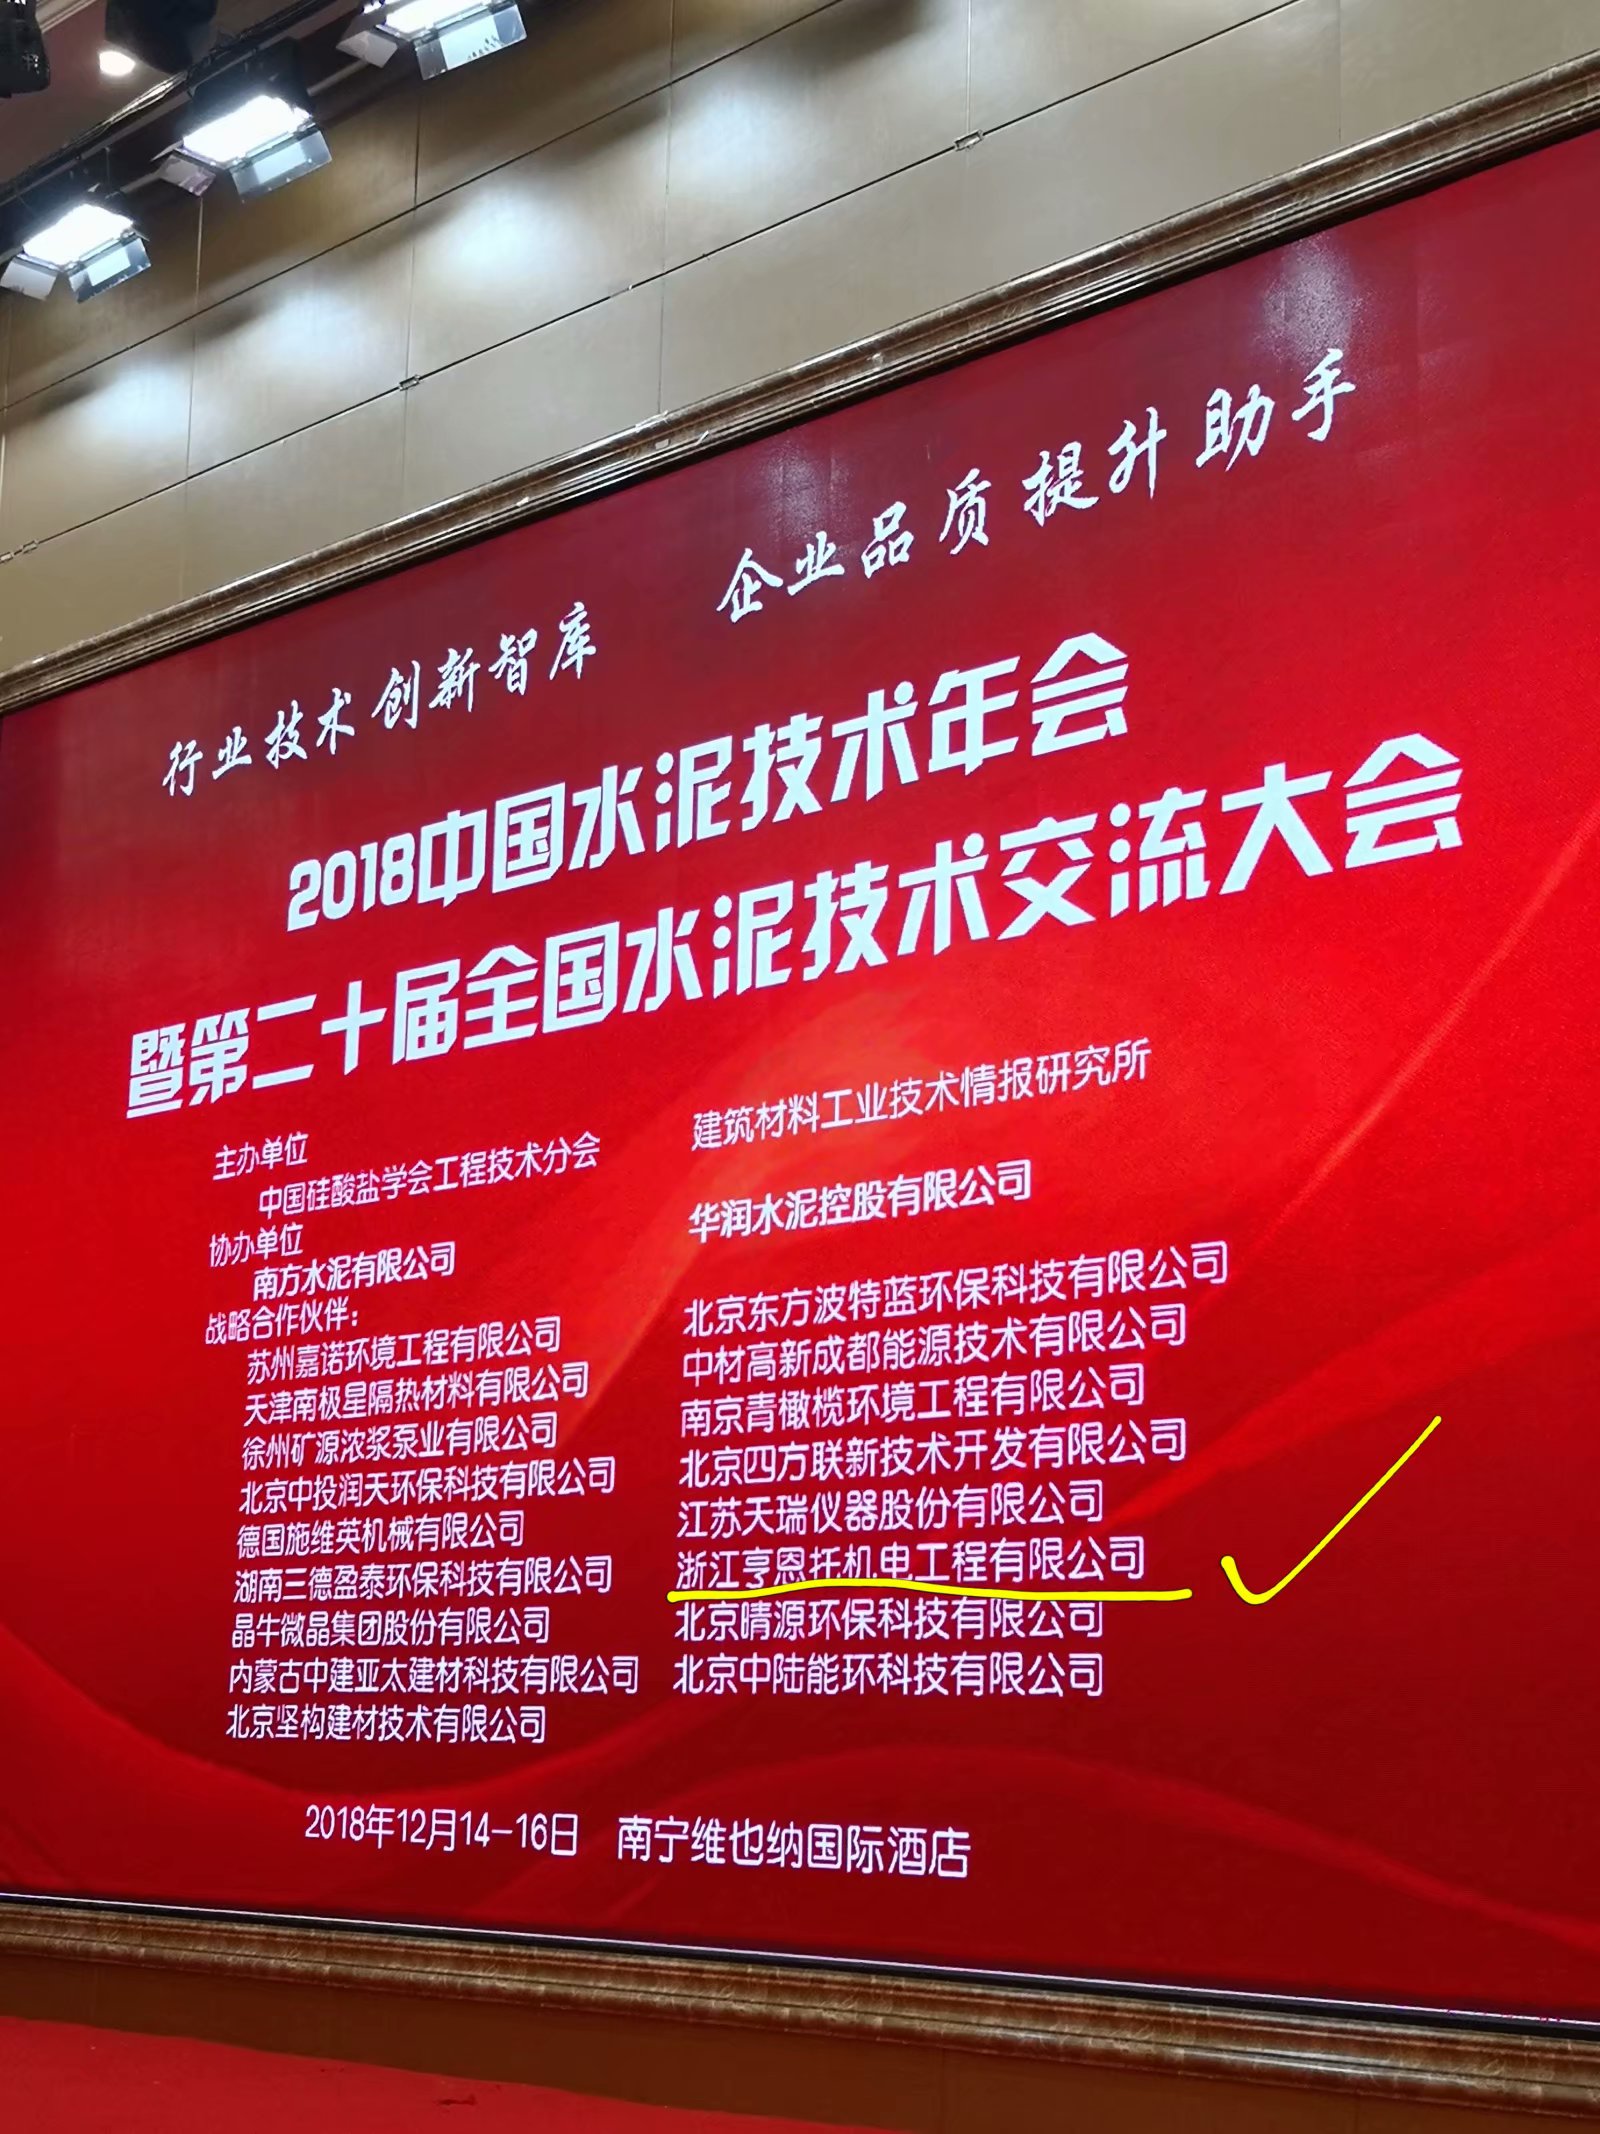 行业技术创新智库 企业品质提升助手
2018中国水泥技术年会
暨第二十届全国水泥技术交流大会
主办单位
中国硅酸盐学会工程技术分会 建筑材料工业技术情报研究所
协办单位
南方水泥有限公司 华润水泥控股有限公司
战略合作伙伴：
苏州嘉诺环境工程有限公司 北京东方波特蓝环保科技有限公司
天津南极星隔热材料有限公司 中材高新成都能源技术有限公司
徐州矿源浓浆泵业有限公司 南京青橄榄环境工程有限公司
北京中投润天环保科技有限公司 北京四方联新技术开发有限公司
德国施维英机械有限公司 江苏天瑞仪器股份有限公司
湖南三德盈泰环保科技有限公司 浙江亨恩托机电工程有限公司
晶牛微晶集团股份有限公司 北京晴源环保科技有限公司
内蒙古中建亚太建材科技有限公司 北京中陆能环科技有限公司
北京坚构建材技术有限公司
2018年12月14-16日 南宁维也纳国际酒店